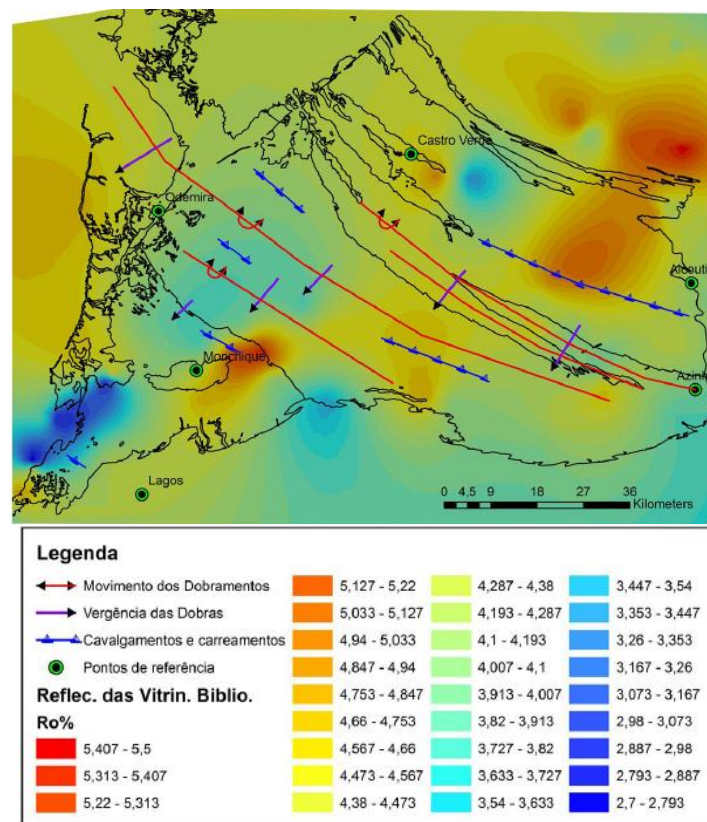 Castro Verde
Odemira
Alcouti
Monchique
Azinh
Lagos
0 4,5 9 18 27 36
Kilometers
Legenda
Movimento dos Dobramentos
Vergência das Dobras
Cavalgamentos e carreamentos
Pontos de referência
Reflec. das Vitrin. Biblio.
Ro%
5,407 - 5,5
5,313 - 5,407
5,22 - 5,313
5,127 - 5,22
5,033 - 5,127
4,94 - 5,033
4,847 - 4,94
4,753 - 4,847
4,66 - 4,753
4,567 - 4,66
4,473 - 4,567
4,38 - 4,473
4,287 - 4,38
4,193 - 4,287
4,1 - 4,193
4,007 - 4,1
3,913 - 4,007
3,82 - 3,913
3,727 - 3,82
3,633 - 3,727
3,54 - 3,633
3,447 - 3,54
3,353 - 3,447
3,26 - 3,353
3,167 - 3,26
3,073 - 3,167
2,98 - 3,073
2,887 - 2,98
2,793 - 2,887
2,7 - 2,793